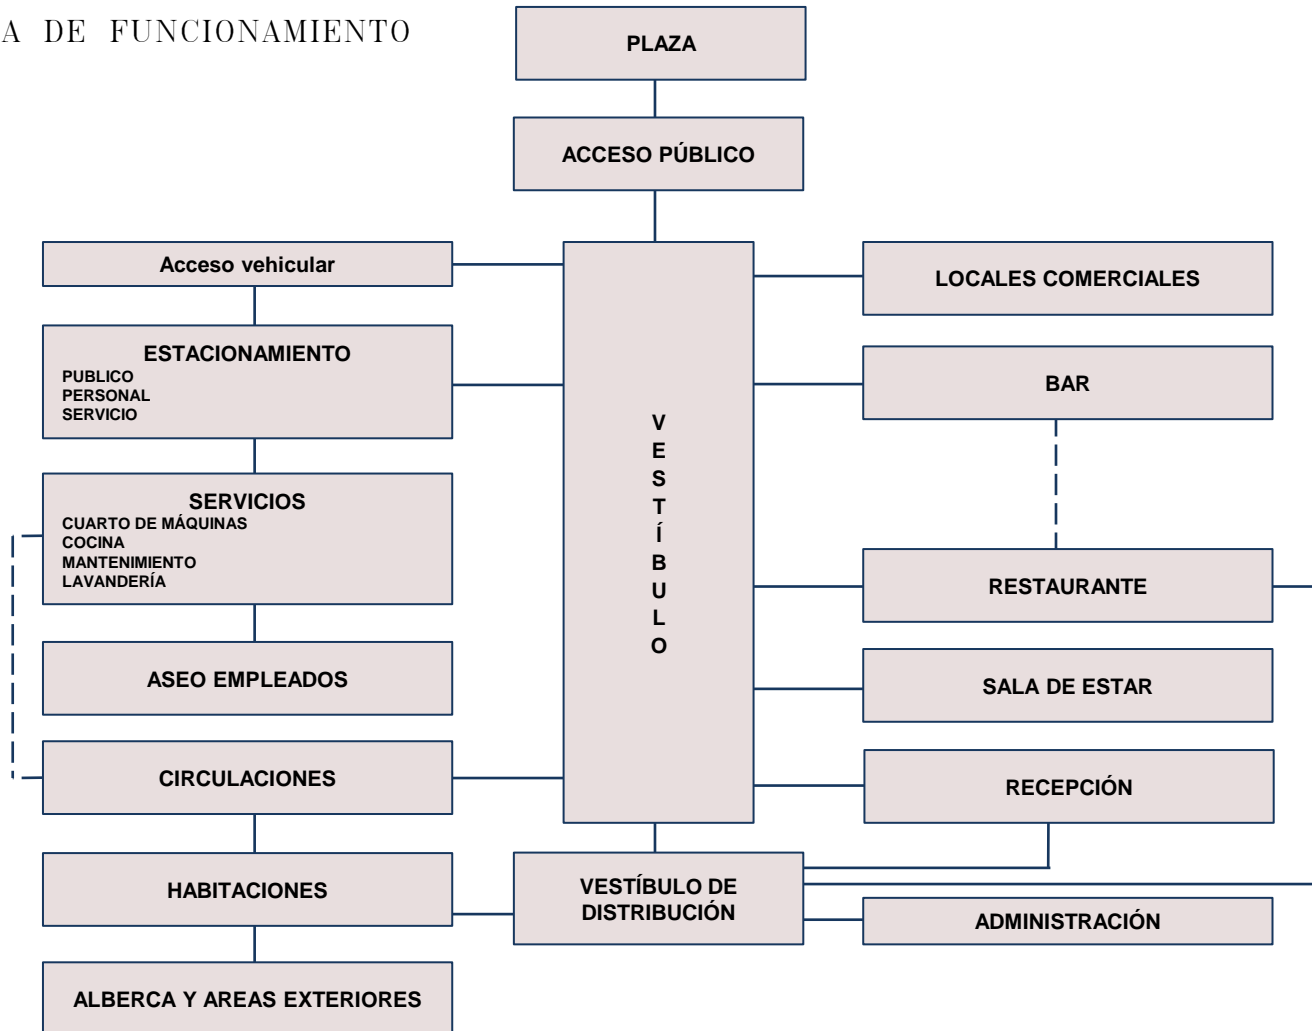 A DE FUNCIONAMIENTO
PLAZA
ACCESO PÚBLICO
Acceso vehicular
ESTACIONAMIENTO
PUBLICO
PERSONAL
SERVICIO
SERVICIOS
CUARTO DE MÁQUINAS
COCINA
MANTENIMIENTO
LAVANDERÍA
ASEO EMPLEADOS
CIRCULACIONES
HABITACIONES
ALBERCA Y AREAS EXTERIORES
V
E
S
T
Í
B
U
L
O
VESTÍBULO DE
DISTRIBUCIÓN
LOCALES COMERCIALES
BAR
RESTAURANTE
SALA DE ESTAR
RECEPCIÓN
ADMINISTRACIÓN